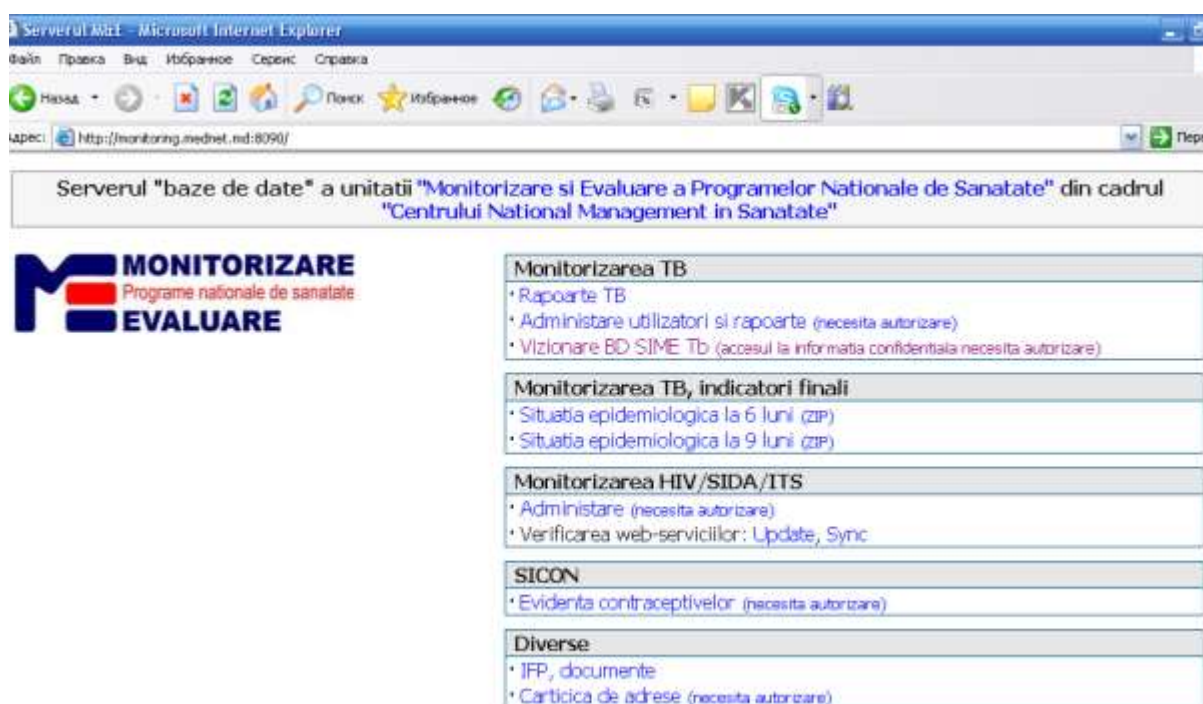 Serverul M&E - Microsoft Internet Explorer
Файл Правка Вид Избранное Сервис Справка
Назад Поиск Избранное
Адрес: http://monitoring.mednet.md:8090/
Serverul "baze de date" a unitatii "Monitorizare si Evaluare a Programelor Nationale de Sanatate" din cadrul
"Centrului National Management in Sanatate"
MONITORIZARE
Programe nationale de sanatate
EVALUARE
Monitorizarea TB
Rapoarte TB
Administare utilizatori si rapoarte (necesita autorizare)
Vizionare BD SIME Tb (accesul la informatia confidentiala necesita autorizare)
Monitorizarea TB, indicatori finali
Situatia epidemiologica la 6 luni (ZIP)
Situatia epidemiologica la 9 luni (ZIP)
Monitorizarea HIV/SIDA/ITS
Administare (necesita autorizare)
Verificarea web-serviciilor: Update, Sync
SICON
Evidenta contraceptivelor (necesita autorizare)
Diverse
IFP, documente
Carticica de adrese (necesita autorizare)